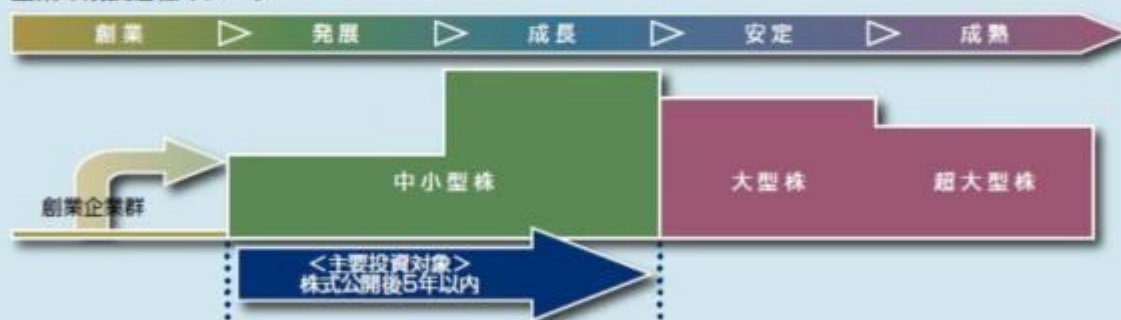 創業 ▷ 発展 ▷ 成長 ▷ 安定 ▷ 成熟
中小型株
大型株
超大型株
創業企業群
＜主要投資対象＞
株式公開後5年以内